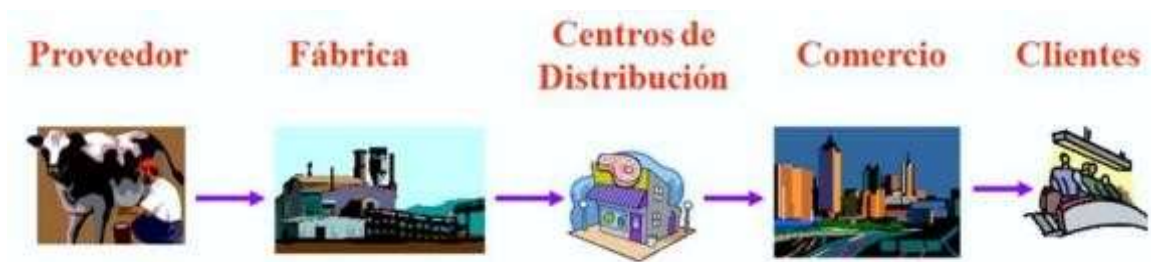 Proveedor
Fábrica
Centros de
Distribución
Comercio
Clientes